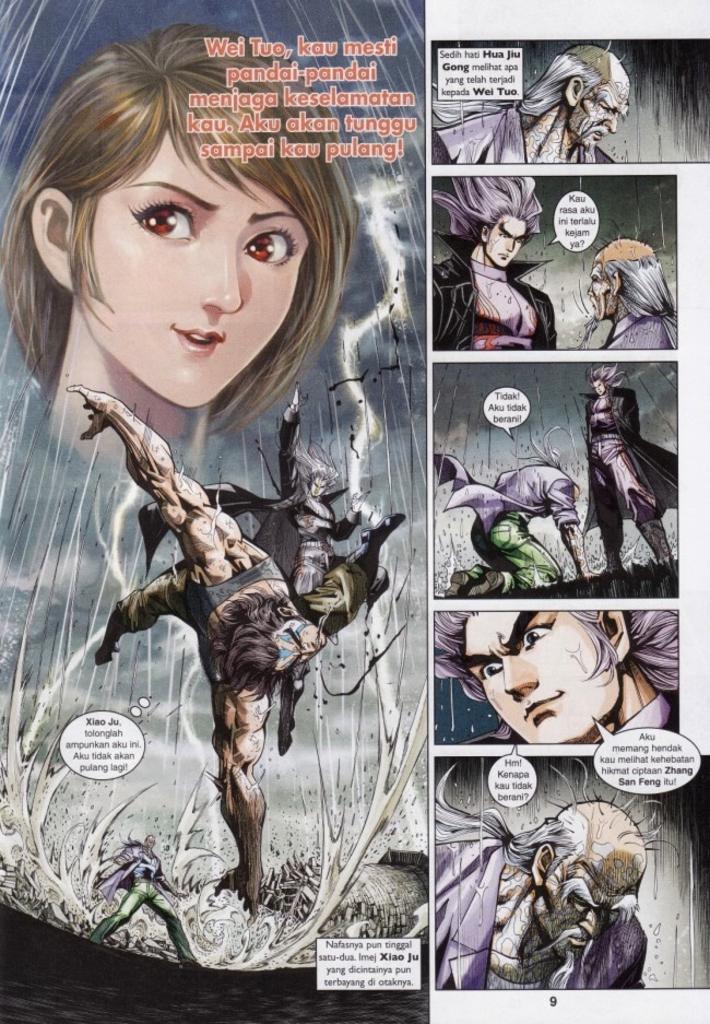 Wei Tuo, kau mesti
pandai-pandai
menjaga keselamatan
kau. Aku akan tunggu
sampai kau pulang!
Xiao Ju,
tolonglah
ampunkan aku ini.
Aku tidak akan
pulang lagi!
Nafasnya pun tinggal
satu-dua. Imej Xiao Ju
yang dicintainya pun
terbayang di otaknya.
Sedih hati Hua Jiu
Gong melihat apa
yang telah terjadi
kepada Wei Tuo.
Kau
rasa aku
ini terlalu
kejam
ya?
Tidak!
Aku tidak
berani!
Hm!
Kenapa
kau tidak
berani?
Aku
memang hendak
kau melihat kehebatan
hikmat ciptaan Zhang
San Feng itu!
9